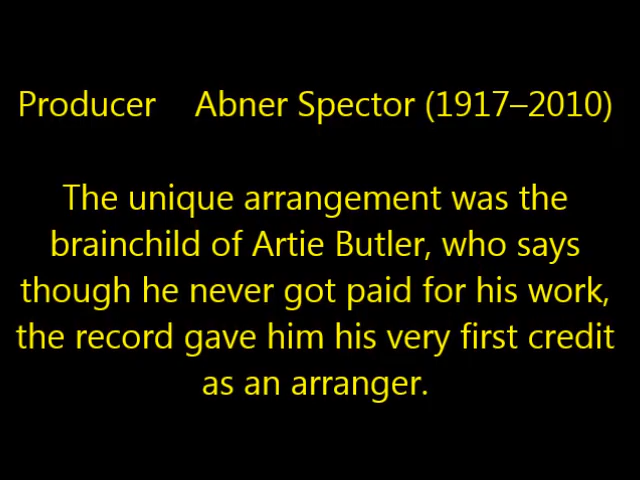 Producer Abner Spector (1917–2010)
The unique arrangement was the
brainchild of Artie Butler, who says
though he never got paid for his work,
the record gave him his very first credit
as an arranger.